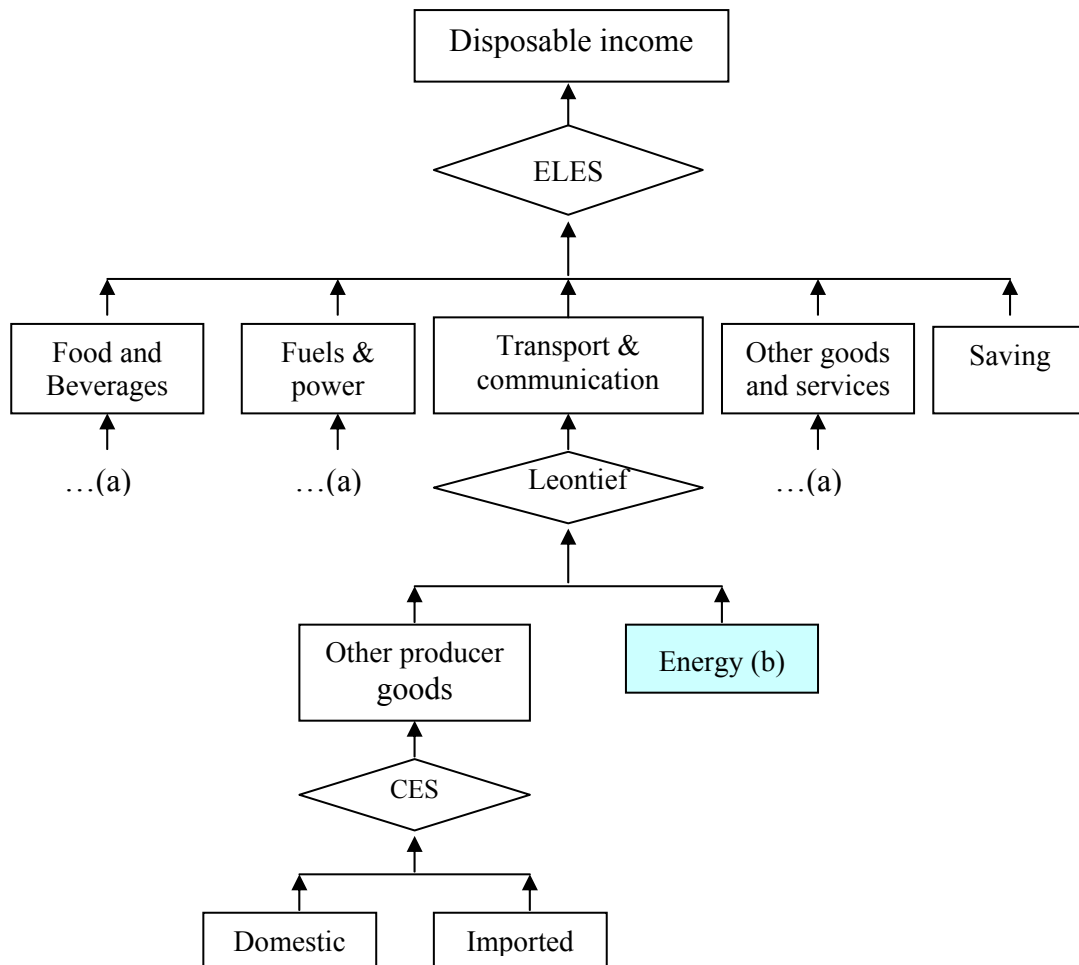 Disposable income
ELES
Food and
Beverages
Fuels &
power
Transport &
communication
Other goods
and services
Saving
…(a)
…(a)
Leontief
…(a)
Other producer
goods
Energy (b)
CES
Domestic
Imported